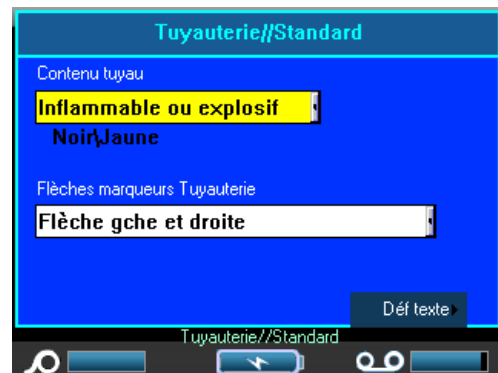 Tuyauterie//Standard
Contenu tuyau
Inflammable ou explosif
Noir\Jaune
Flèches marqueurs Tuyauterie
Flèche gche et droite
Déf texte
Tuyauterie//Standard